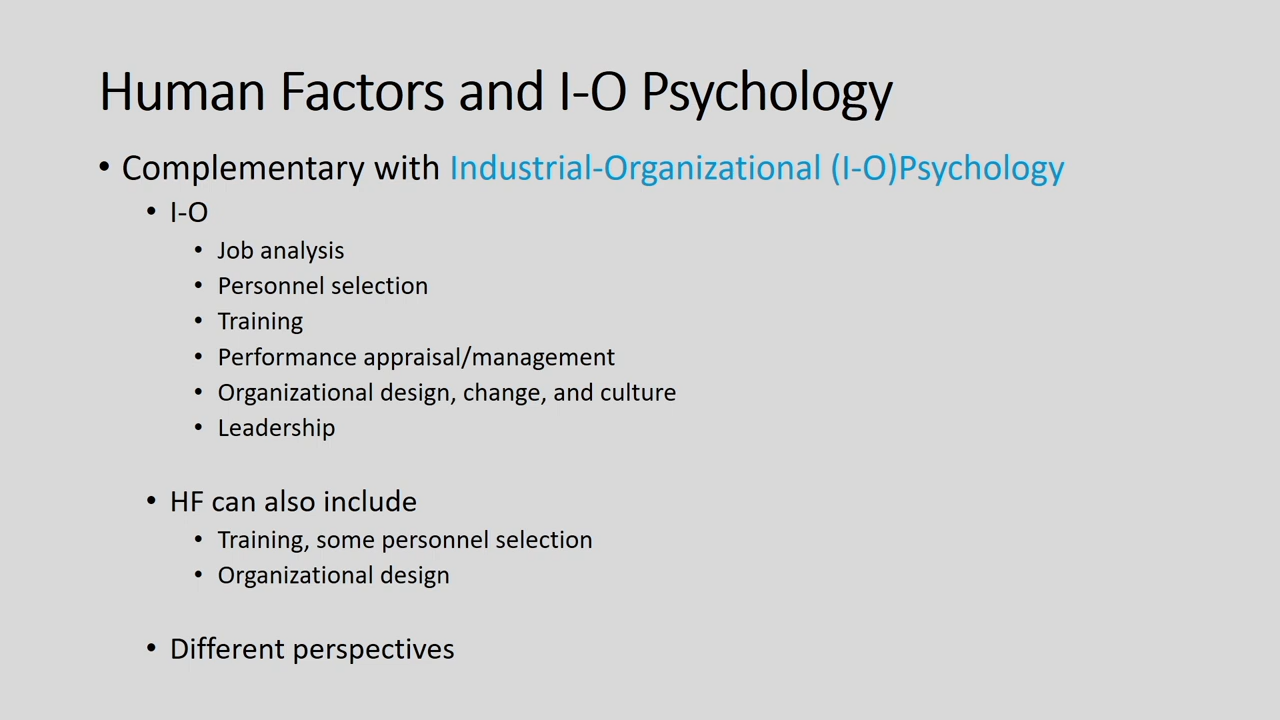 Human Factors and I-O Psychology
• Complementary with Industrial-Organizational (I-O)Psychology
• I-O
• Job analysis
• Personnel selection
• Training
• Performance appraisal/management
• Organizational design, change, and culture
• Leadership
• HF can also include
• Training, some personnel selection
• Organizational design
• Different perspectives